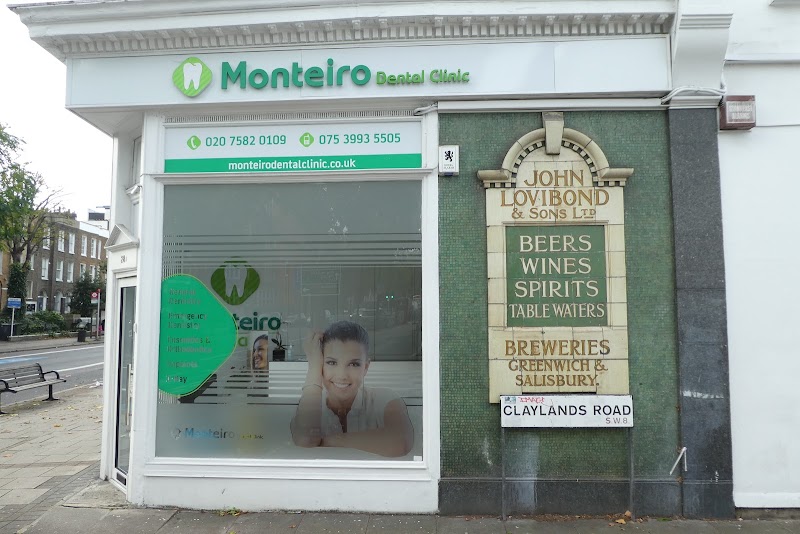 Monteiro Dental Clinic
020 7582 0109 075 3993 5505
monteirodentalclinic.co.uk
Monteiro
JOHN
LOVIBOND
& SONS LTD
BEERS
WINES
SPIRITS
TABLE WATERS
BREWERIES
GREENWICH &
SALISBURY.
CLAYLANDS ROAD
S W 8